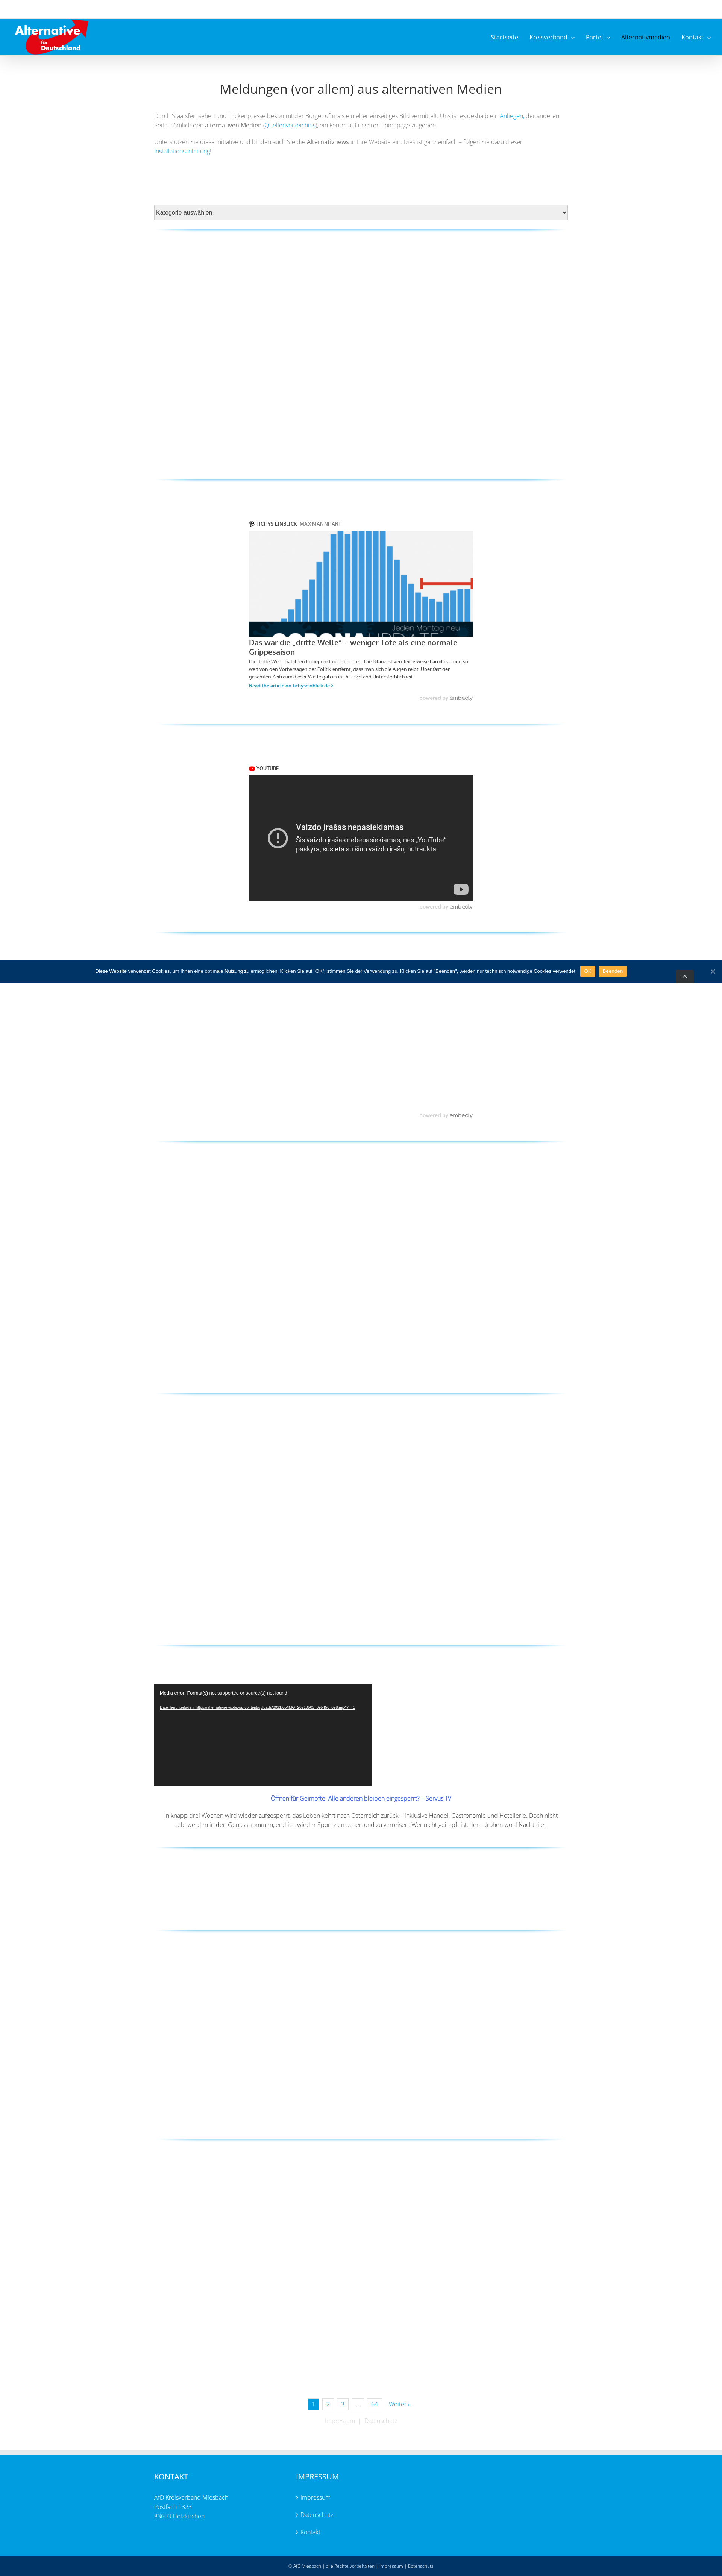 Alternative
für
Deutschland
Startseite
Kreisverband
Partei
Alternativmedien
Kontakt
Meldungen (vor allem) aus alternativen Medien
Durch Staatsfernsehen und Lückenpresse bekommt der Bürger oftmals ein eher einseitiges Bild vermittelt. Uns ist es deshalb ein Anliegen, der anderen
Seite, nämlich den alternativen Medien (Quellenverzeichnis), ein Forum auf unserer Homepage zu geben.
Unterstützen Sie diese Initiative und binden auch Sie die Alternativnews in Ihre Website ein. Dies ist ganz einfach – folgen Sie dazu dieser
Installationsanleitung!
Kategorie auswählen
TICHYS EINBLICK MAX MANNHART
Jeden Montag neu
CORONA UPDATE
Das war die „dritte Welle“ – weniger Tote als eine normale
Grippesaison
Die dritte Welle hat ihren Höhepunkt überschritten. Die Bilanz ist vergleichsweise harmlos – und so
weit von den Vorhersagen der Politik entfernt, dass man sich die Augen reibt. Über fast den
gesamten Zeitraum dieser Welle gab es in Deutschland Untersterblichkeit.
Read the article on tichyseinblick.de >
powered by embedly
YOUTUBE
Vaizdo įrašas nepasiekiamas
Šis vaizdo įrašas nebepasiekiamas, nes „YouTube“
paskyra, susieta su šiuo vaizdo įrašu, nutraukta.
powered by embedly
Diese Website verwendet Cookies, um Ihnen eine optimale Nutzung zu ermöglichen. Klicken Sie auf "OK", stimmen Sie der Verwendung zu. Klicken Sie auf "Beenden", werden nur technisch notwendige Cookies verwendet.
OK
Beenden
powered by embedly
Media error: Format(s) not supported or source(s) not found
Datei herunterladen: https://alternativnews.de/wp-content/uploads/2021/05/IMG_20210503_095456_098.mp4?_=1
Öffnen für Geimpfte: Alle anderen bleiben eingesperrt? – Servus TV
In knapp drei Wochen wird wieder aufgesperrt, das Leben kehrt nach Österreich zurück – inklusive Handel, Gastronomie und Hotellerie. Doch nicht
alle werden in den Genuss kommen, endlich wieder Sport zu machen und zu verreisen: Wer nicht geimpft ist, dem drohen wohl Nachteile.
1 2 3 … 64 Weiter »
Impressum | Datenschutz
KONTAKT
AfD Kreisverband Miesbach
Postfach 1323
83603 Holzkirchen
IMPRESSUM
Impressum
Datenschutz
Kontakt
© AfD Miesbach | alle Rechte vorbehalten | Impressum | Datenschutz